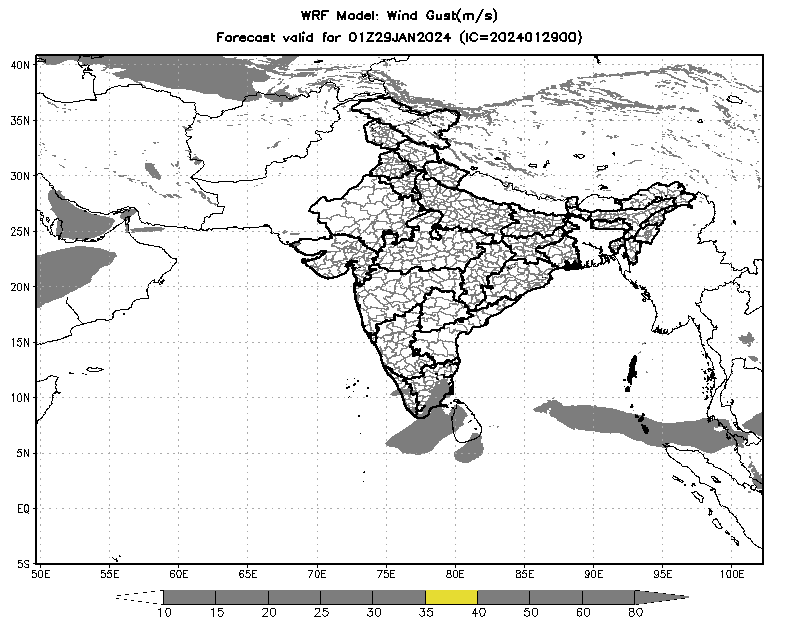 WRF Model: Wind Gust(m/s)
Forecast valid for 01Z29JAN2024 (IC=2024012900)
40N
35N
30N
25N
20N
15N
10N
5N
EQ
5S
50E 55E 60E 65E 70E 75E 80E 85E 90E 95E 100E
10 15 20 25 30 35 40 50 60 80